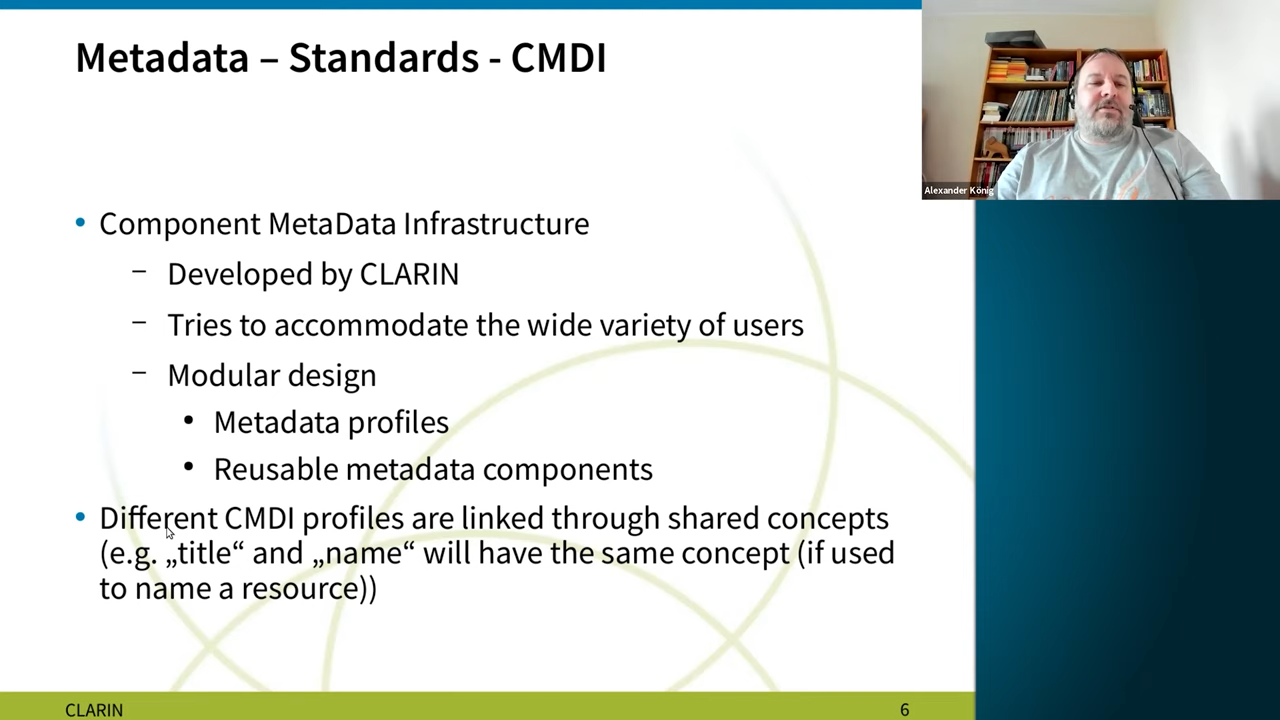 Metadata – Standards - CMDI
Alexander König
• Component MetaData Infrastructure
– Developed by CLARIN
– Tries to accommodate the wide variety of users
– Modular design
• Metadata profiles
• Reusable metadata components
• Different CMDI profiles are linked through shared concepts
(e.g. „title“ and „name“ will have the same concept (if used
to name a resource))
CLARIN
6